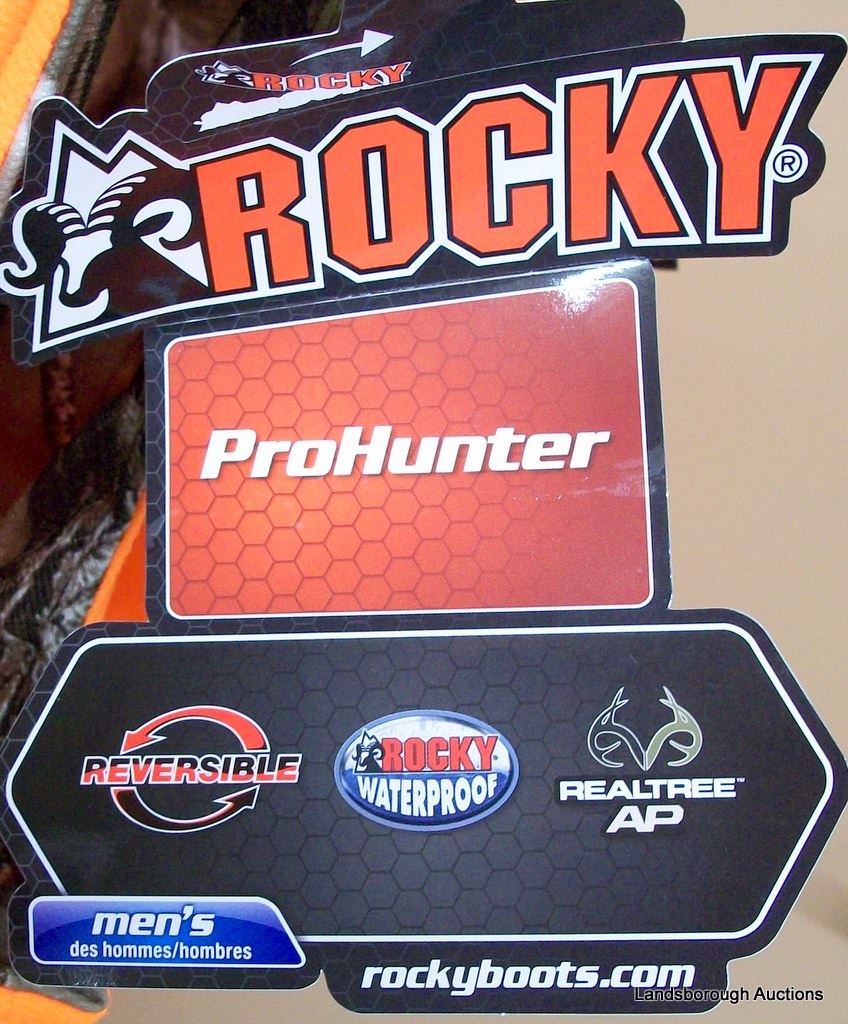 ROCKY
ROCKY®
ProHunter
REVERSIBLE
ROCKY
WATERPROOF
REALTREE™
AP
men's
des hommes/hombres
rockyboots.com
Landsborough Auctions